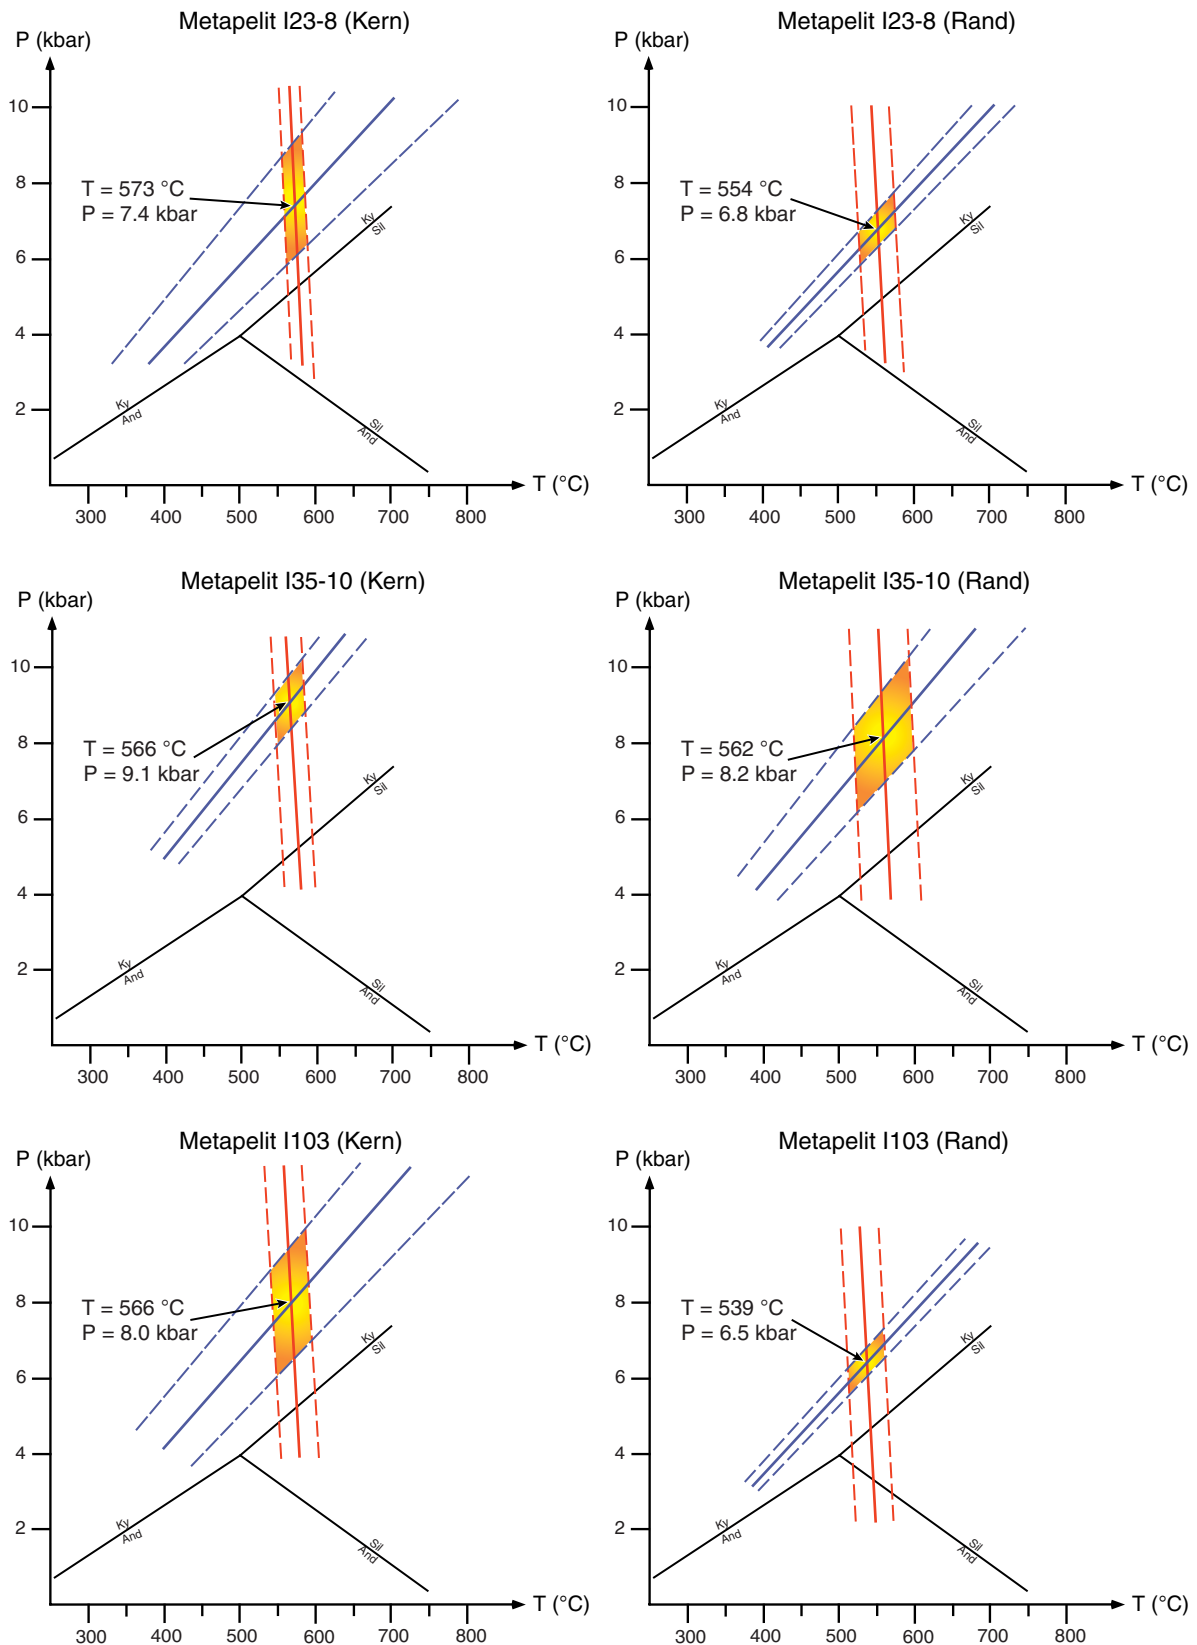 Metapelit I23-8 (Kern)
P (kbar)
10
8
6
4
2
T = 573 °C
P = 7.4 kbar
Ky
Sil
Ky
And
Sil
And
T (°C)
300 400 500 600 700 800
Metapelit I23-8 (Rand)
P (kbar)
10
8
6
4
2
T = 554 °C
P = 6.8 kbar
Ky
Sil
Ky
And
Sil
And
T (°C)
300 400 500 600 700 800
Metapelit I35-10 (Kern)
P (kbar)
10
8
6
4
2
T = 566 °C
P = 9.1 kbar
Ky
Sil
Ky
And
Sil
And
T (°C)
300 400 500 600 700 800
Metapelit I35-10 (Rand)
P (kbar)
10
8
6
4
2
T = 562 °C
P = 8.2 kbar
Ky
Sil
Ky
And
Sil
And
T (°C)
300 400 500 600 700 800
Metapelit I103 (Kern)
P (kbar)
10
8
6
4
2
T = 566 °C
P = 8.0 kbar
Ky
Sil
Ky
And
Sil
And
T (°C)
300 400 500 600 700 800
Metapelit I103 (Rand)
P (kbar)
10
8
6
4
2
T = 539 °C
P = 6.5 kbar
Ky
Sil
Ky
And
Sil
And
T (°C)
300 400 500 600 700 800